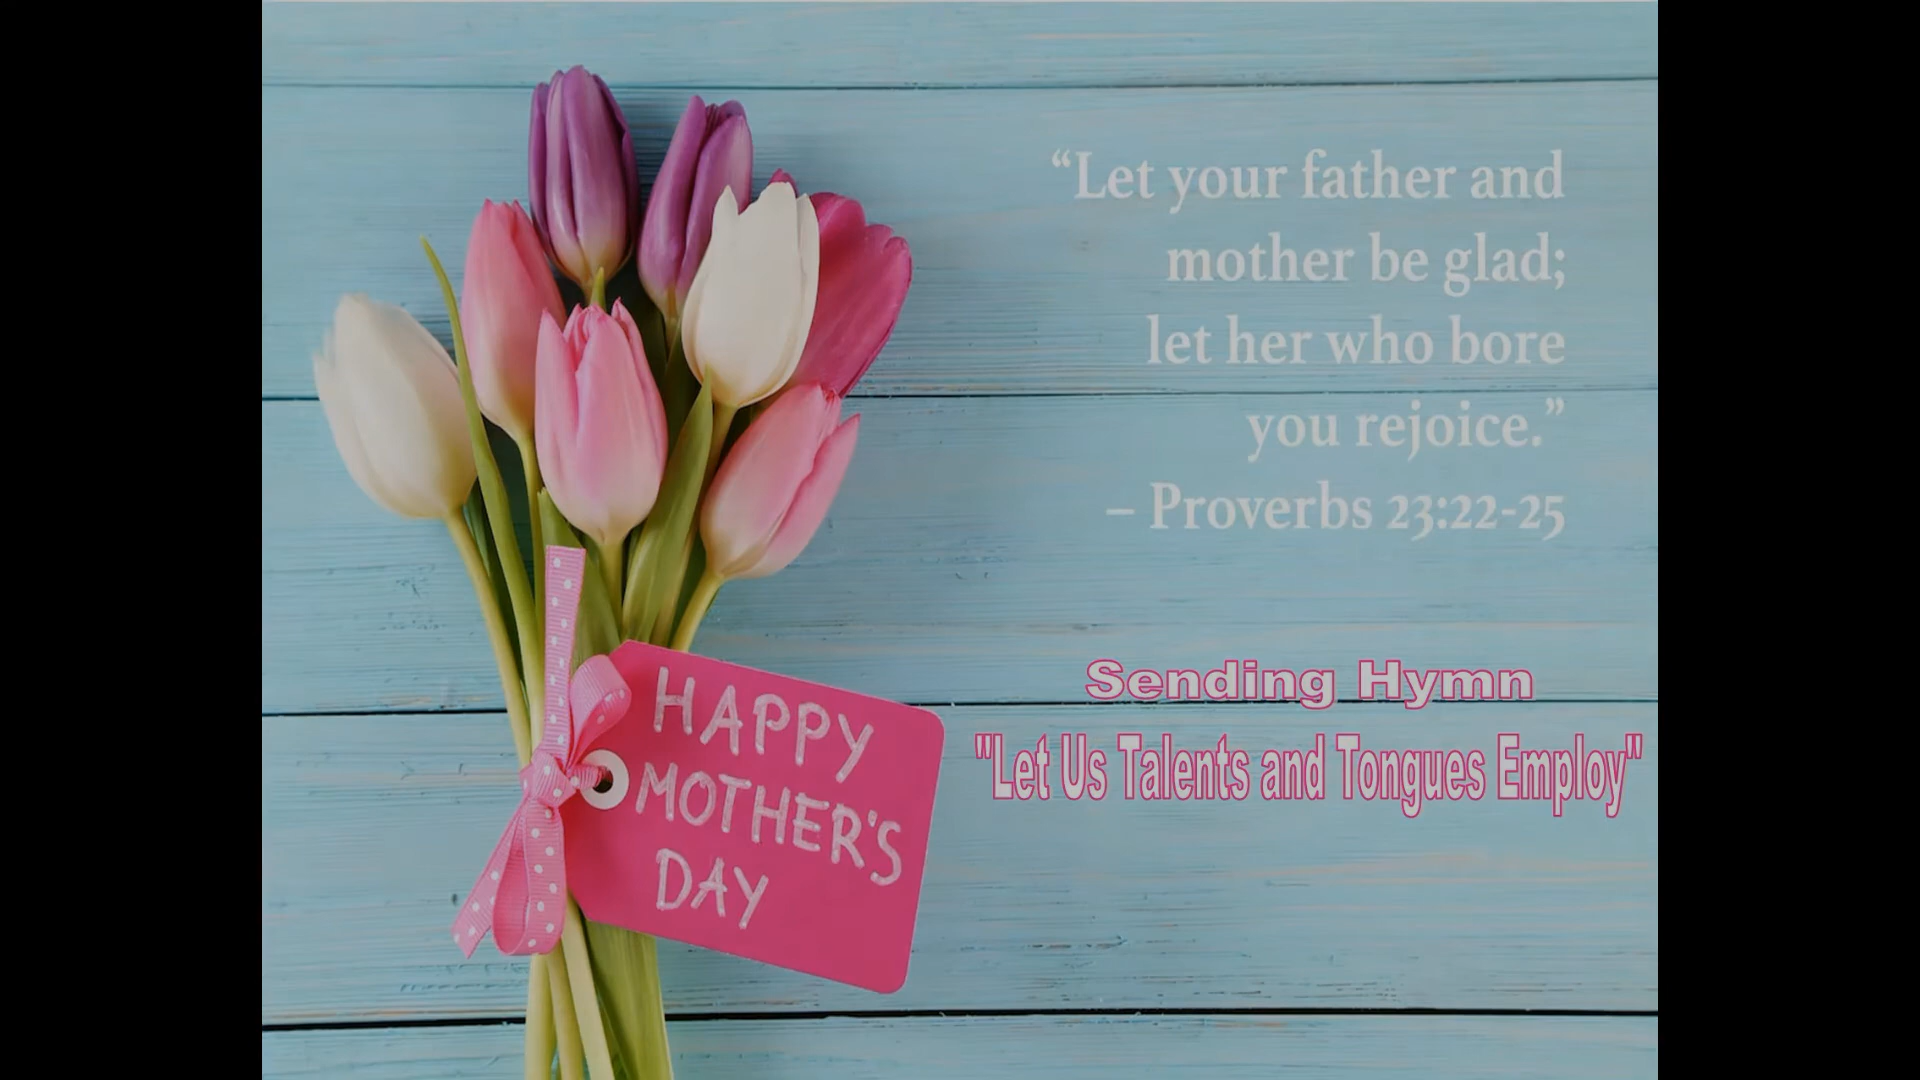 “Let your father and
mother be glad;
let her who bore
you rejoice.”
– Proverbs 23:22-25
Sending Hymn
"Let Us Talents and Tongues Employ"
HAPPY
MOTHER'S
DAY